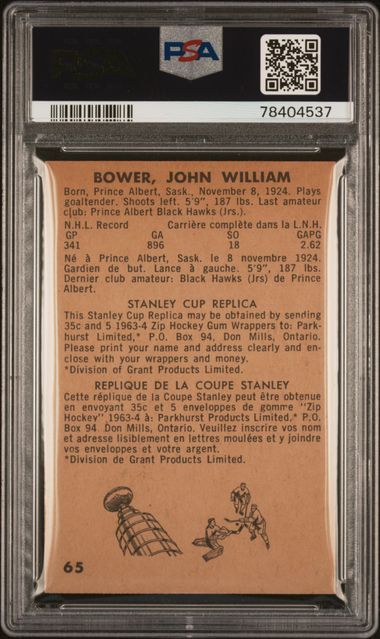 PSA
PSA
78404537
BOWER, JOHN WILLIAM
Born, Prince Albert, Sask., November 8, 1924. Plays
goaltender. Shoots left. 5'9", 187 lbs. Last amateur
club: Prince Albert Black Hawks (Jrs.).
N.H.L. Record Carrière complète dans la L.N.H.
GP GA SO GAPG
341 896 18 2.62
Né à Prince Albert, Sask. le 8 novembre 1924.
Gardien de but. Lance à gauche. 5'9", 187 lbs.
Dernier club amateur: Black Hawks (Jrs) de Prince
Albert.
STANLEY CUP REPLICA
This Stanley Cup Replica may be obtained by sending
35c and 5 1963-4 Zip Hockey Gum Wrappers to: Park-
hurst Limited,* P.O. Box 94, Don Mills, Ontario.
Please print your name and address clearly and en-
close with your wrappers and money.
*Division of Grant Products Limited.
REPLIQUE DE LA COUPE STANLEY
Cette réplica de la Coupe Stanley peut être obtenue
en envoyant 35c et 5 enveloppes de gomme "Zip
Hockey" 1963-4 à: Parkhurst Products Limited,* P.O.
Box 94 Don Mills, Ontario. Veuillez inscrire vos nom
et adresse lisiblement en lettres moulées et y joindre
vos enveloppes et votre argent.
*Division de Grant Products Limited.
65